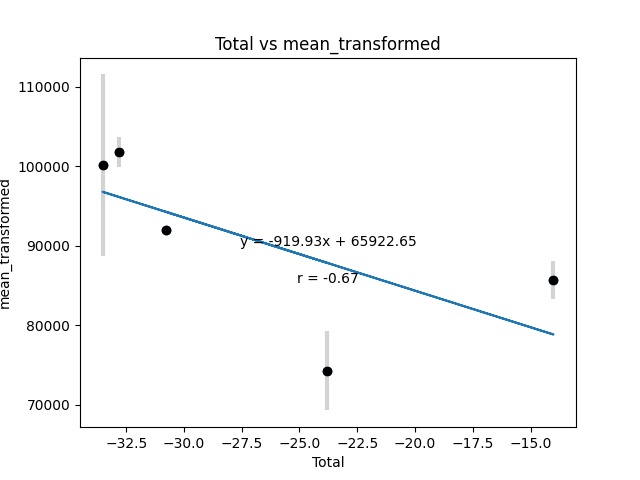 Total vs mean_transformed
mean_transformed
110000
100000
90000
80000
70000
y = -919.93x + 65922.65
r = -0.67
−32.5 −30.0 −27.5 −25.0 −22.5 −20.0 −17.5 −15.0
Total